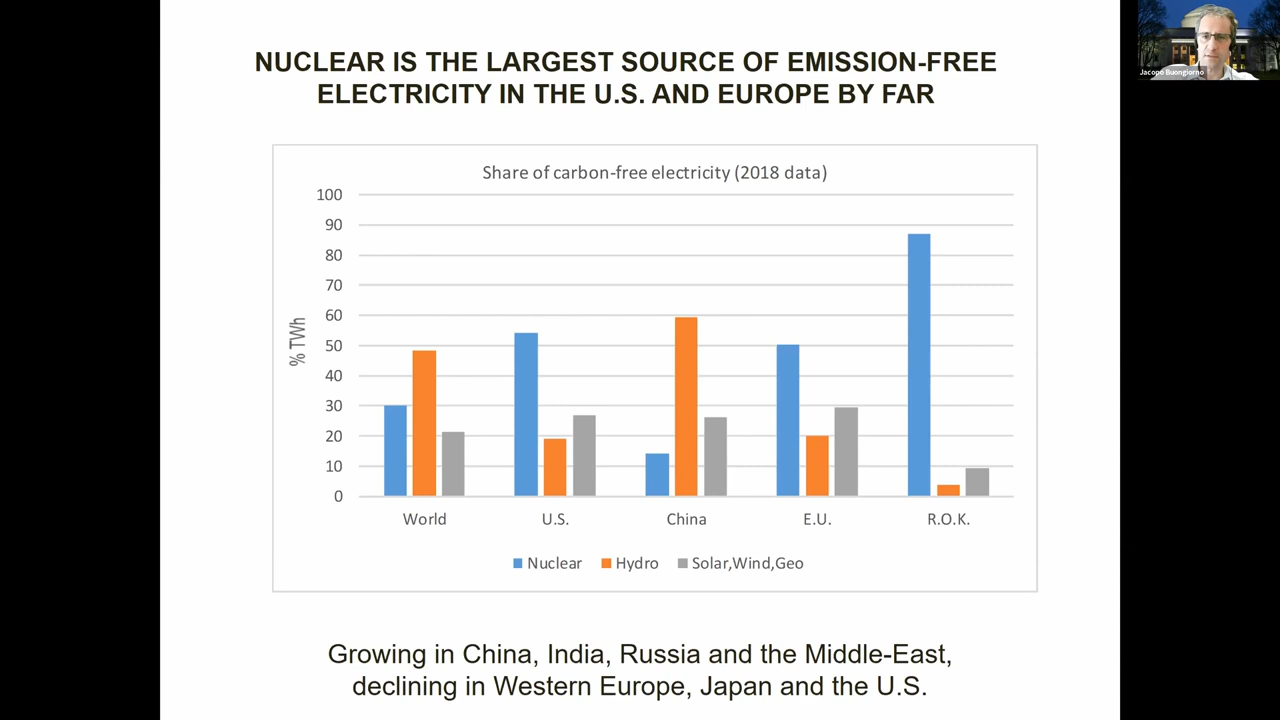 NUCLEAR IS THE LARGEST SOURCE OF EMISSION-FREE
ELECTRICITY IN THE U.S. AND EUROPE BY FAR
Jacopo Buongiorno
Share of carbon-free electricity (2018 data)
% TWh
100
90
80
70
60
50
40
30
20
10
0
World U.S. China E.U. R.O.K.
Nuclear Hydro Solar,Wind,Geo
Growing in China, India, Russia and the Middle-East,
declining in Western Europe, Japan and the U.S.